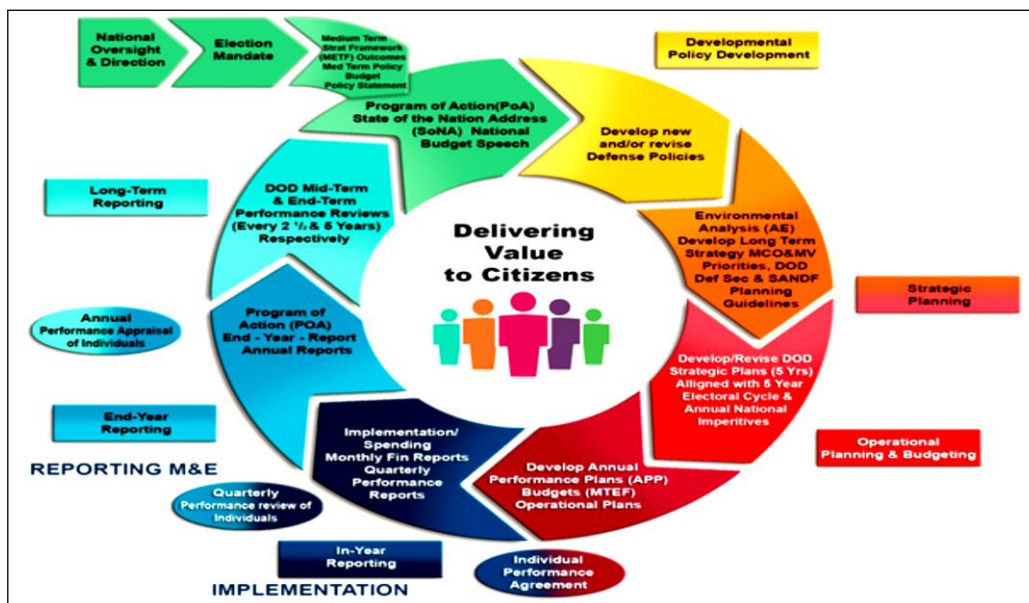 National
Oversight
& Direction
Election
Mandate
Medium Term
Strat Framework
(METF) Outcomes
Med Term Policy
Budget
Policy Statement
Program of Action(PoA)
State of the Nation Address
(SoNA) National
Budget Speech
Developmental
Policy Development
Develop new
and/or revise
Defense Policies
Environmental
Analysis (AE)
Develop Long Term
Strategy MCO&MV
Priorities, DOD
Def Sec & SANDF
Planning
Guidelines
Strategic
Planning
Develop/Revise DOD
Strategic Plans (5 Yrs)
Alligned with 5 Year
Electoral Cycle &
Annual National
Imperitives
Operational
Planning & Budgeting
Develop Annual
Performance Plans (APP)
Budgets (MTEF)
Operational Plans
Individual
Performance
Agreement
Implementation/
Spending
Monthly Fin Reports
Quarterly
Performance
Reports
In-Year
Reporting
IMPLEMENTATION
Quarterly
Performance review of
Individuals
REPORTING M&E
End-Year
Reporting
Program of
Action (POA)
End - Year - Report
Annual Reports
Annual
Performance Appraisel
of Individuals
DOD Mid-Term
& End-Term
Performance Reviews
(Every 2 ½ & 5 Years)
Respectively
Long-Term
Reporting
Delivering
Value
to Citizens